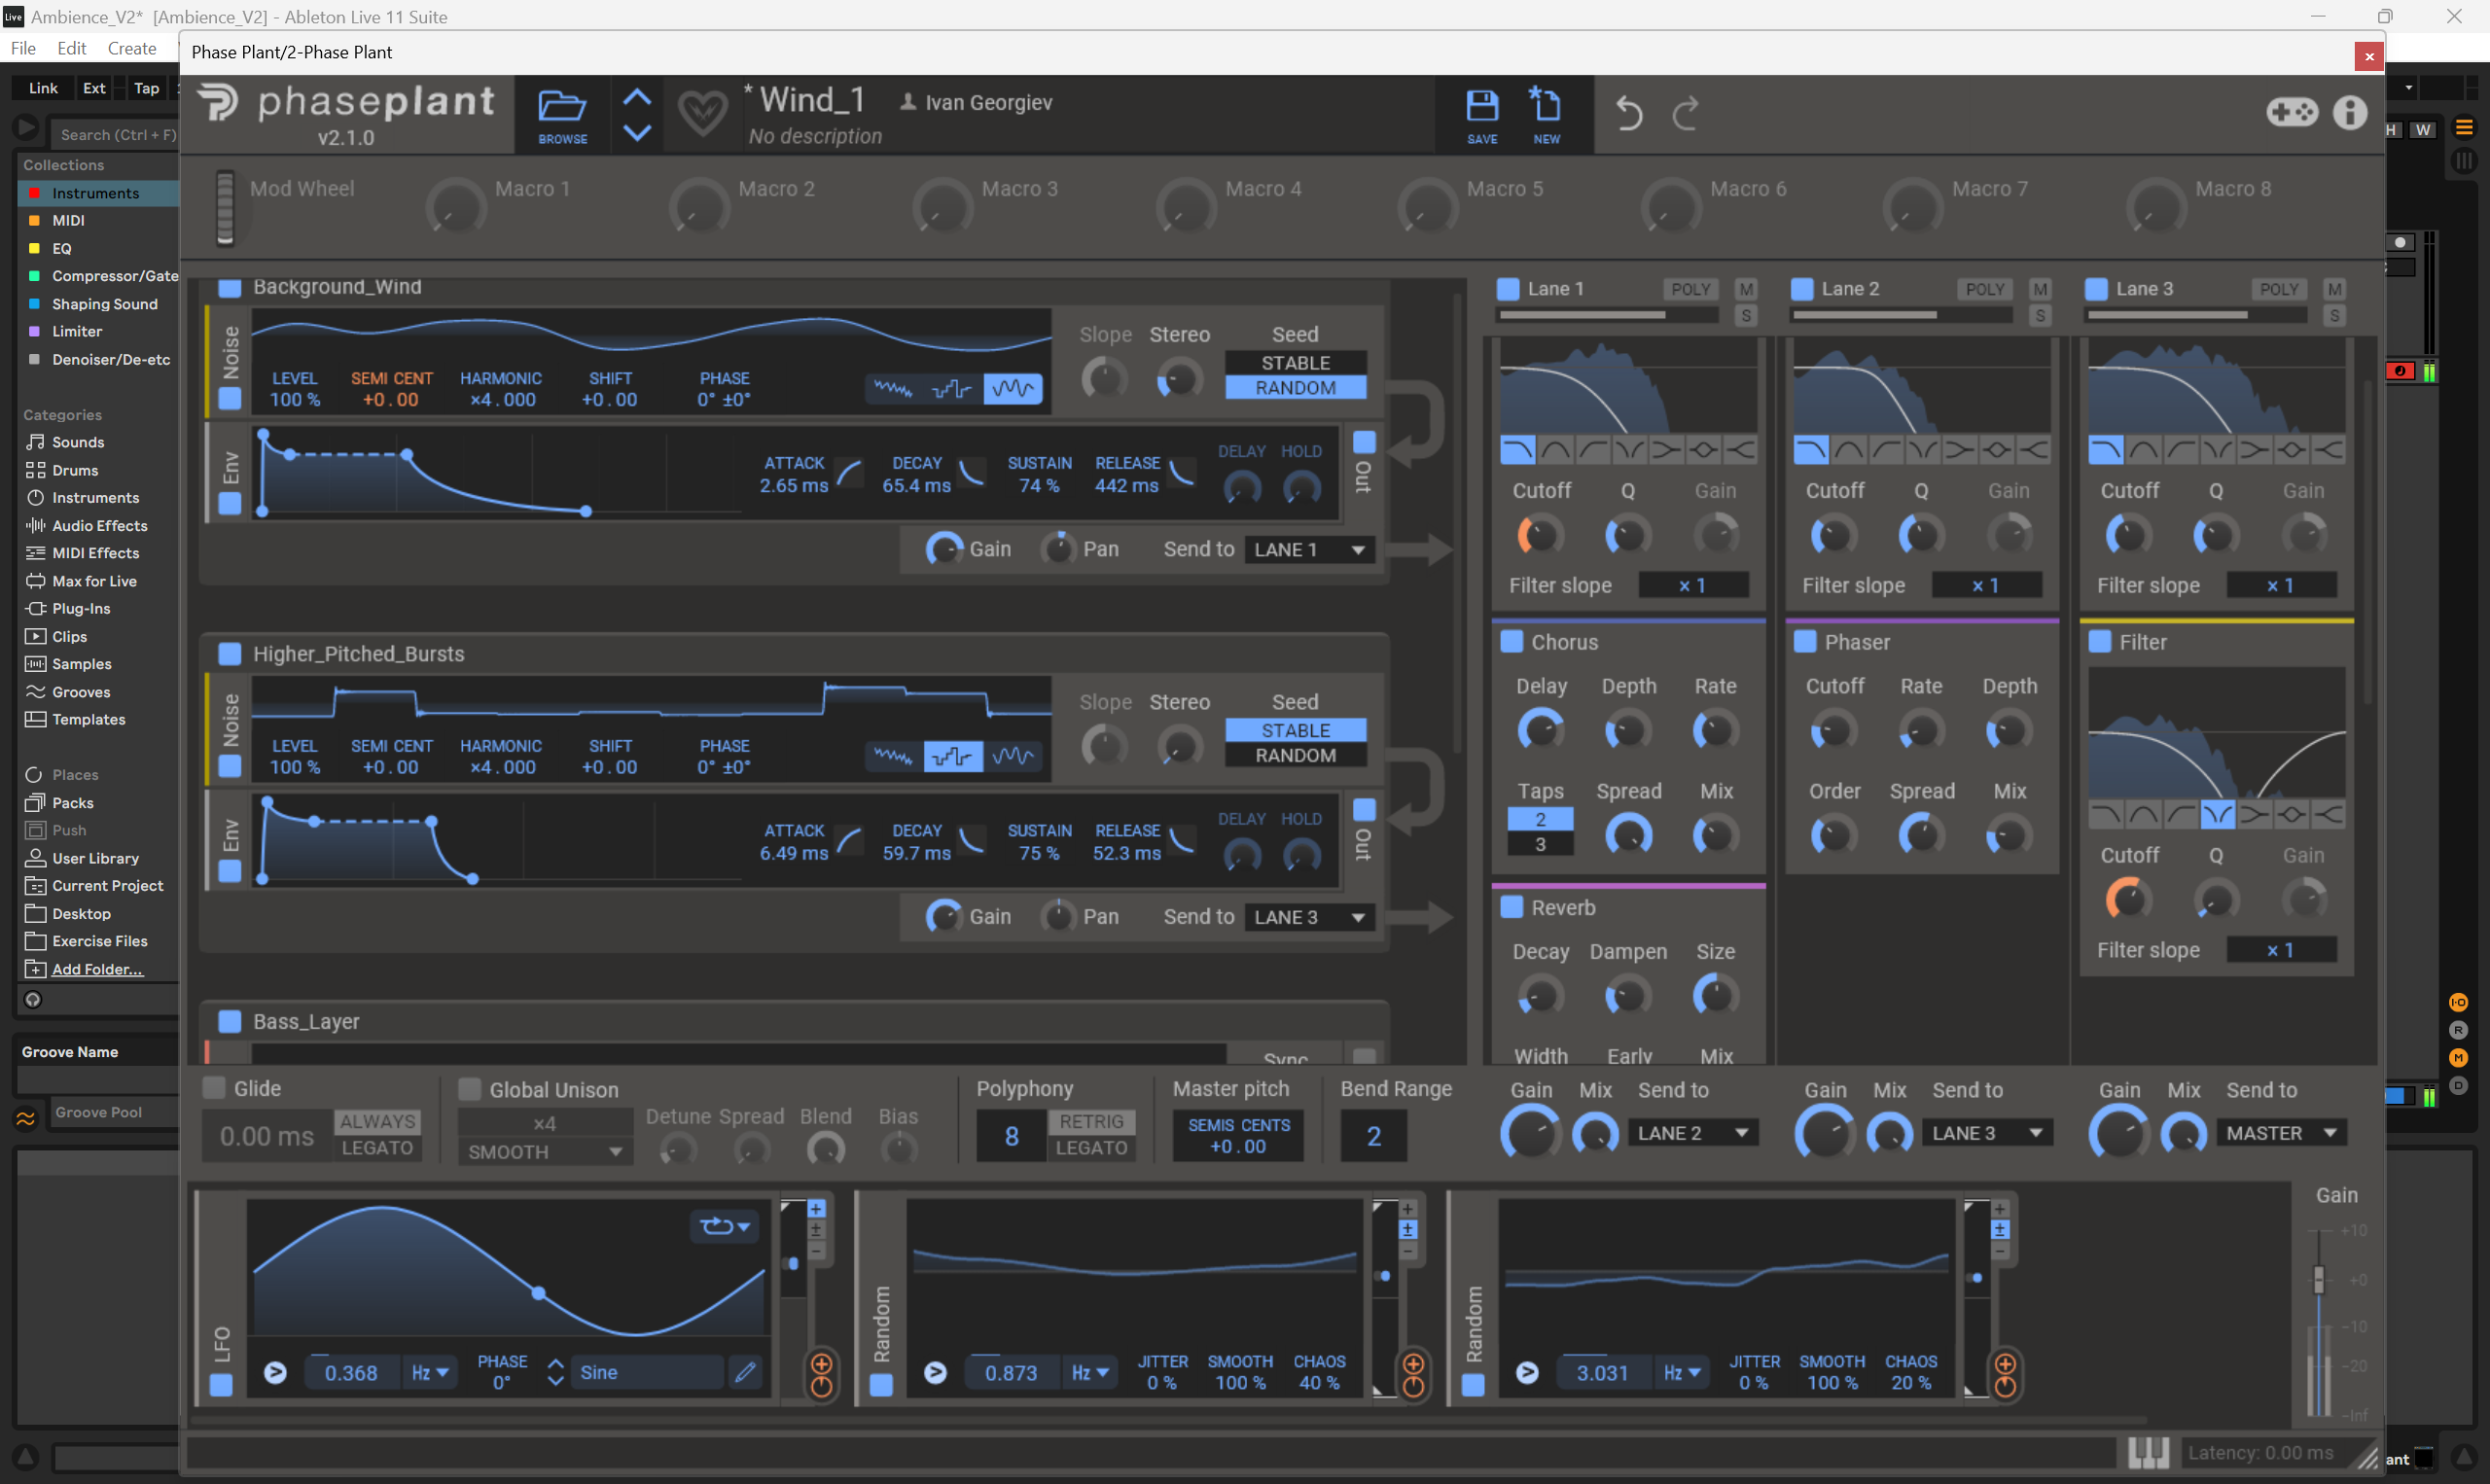 Ambience_V2* [Ambience_V2] - Ableton Live 11 Suite
File Edit Create
Phase Plant/2-Phase Plant
Link Ext Tap
phaseplant
v2.1.0
BROWSE
* Wind_1 Ivan Georgiev
No description
SAVE NEW
H W
Search (Ctrl + F)
Collections
Instruments
MIDI
EQ
Compressor/Gate
Shaping Sound
Limiter
Denoiser/De-etc
Categories
Sounds
Drums
Instruments
Audio Effects
MIDI Effects
Max for Live
Plug-Ins
Clips
Samples
Grooves
Templates
Places
Packs
Push
User Library
Current Project
Desktop
Exercise Files
Add Folder...
Groove Name
Groove Pool
Mod Wheel Macro 1 Macro 2 Macro 3 Macro 4 Macro 5 Macro 6 Macro 7 Macro 8
Background_Wind
Noise
LEVEL SEMI CENT HARMONIC SHIFT PHASE
100 % +0.00 ×4.000 +0.00 0° ±0°
Slope Stereo Seed
STABLE
RANDOM
Env
ATTACK DECAY SUSTAIN RELEASE DELAY HOLD
2.65 ms 65.4 ms 74 % 442 ms
Out
Gain Pan Send to LANE 1
Higher_Pitched_Bursts
Noise
LEVEL SEMI CENT HARMONIC SHIFT PHASE
100 % +0.00 ×4.000 +0.00 0° ±0°
Slope Stereo Seed
STABLE
RANDOM
Env
ATTACK DECAY SUSTAIN RELEASE DELAY HOLD
6.49 ms 59.7 ms 75 % 52.3 ms
Out
Gain Pan Send to LANE 3
Bass_Layer
Sync
Lane 1 POLY M
S
Cutoff Q Gain
Filter slope × 1
Chorus
Delay Depth Rate
Taps Spread Mix
2
3
Reverb
Decay Dampen Size
Width Early Mix
Lane 2 POLY M
S
Cutoff Q Gain
Filter slope × 1
Phaser
Cutoff Rate Depth
Order Spread Mix
Lane 3 POLY M
S
Cutoff Q Gain
Filter slope × 1
Filter
Cutoff Q Gain
Filter slope × 1
Glide
0.00 ms ALWAYS
LEGATO
Global Unison
×4
SMOOTH
Detune Spread Blend Bias
Polyphony
8 RETRIG
LEGATO
Master pitch
SEMIS CENTS
+0.00
Bend Range
2
Gain Mix Send to
LANE 2
Gain Mix Send to
LANE 3
Gain Mix Send to
MASTER
LFO
0.368 Hz PHASE
0° Sine
Random
0.873 Hz JITTER SMOOTH CHAOS
0 % 100 % 40 %
Random
3.031 Hz JITTER SMOOTH CHAOS
0 % 100 % 20 %
Gain
+10
+0
-10
-20
-Inf
I·O
R
M
D
Latency: 0.00 ms
ant